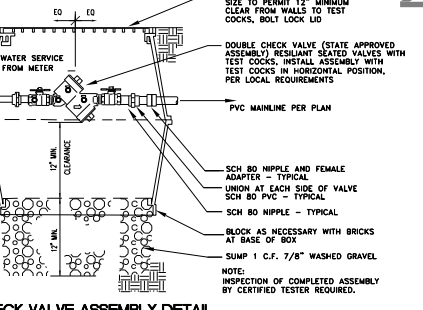 SIZE TO PERMIT 12" MINIMUM
CLEAR FROM WALLS TO TEST
COCKS, BOLT LOCK LID
EQ EQ
WATER SERVICE
FROM METER
DOUBLE CHECK VALVE (STATE APPROVED
ASSEMBLY) RESILIANT SEATED VALVES WITH
TEST COCKS, INSTALL ASSEMBLY WITH
TEST COCKS IN HORIZONTAL POSITION,
PER LOCAL REQUIREMENTS
PVC MAINLINE PER PLAN
12" MIN.
CLEARANCE
SCH 80 NIPPLE AND FEMALE
ADAPTER - TYPICAL
UNION AT EACH SIDE OF VALVE
SCH 80 PVC - TYPICAL
SCH 80 NIPPLE - TYPICAL
BLOCK AS NECESSARY WITH BRICKS
AT BASE OF BOX
12" MIN.
SUMP 1 C.F. 7/8" WASHED GRAVEL
NOTE:
INSPECTION OF COMPLETED ASSEMBLY
BY CERTIFIED TESTER REQUIRED.
ECK VALVE ASSEMBLY DETAIL